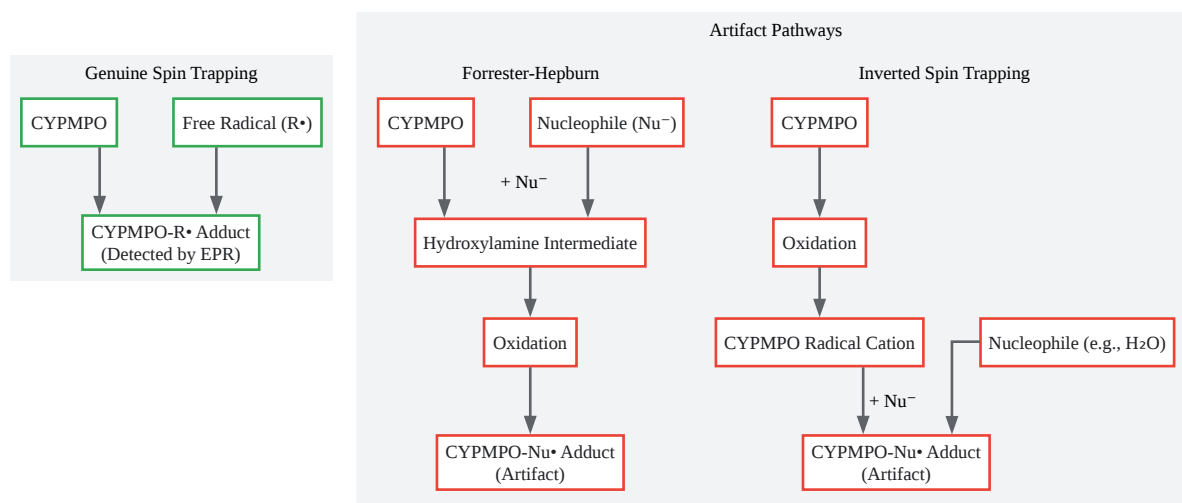 Artifact Pathways
Genuine Spin Trapping
Forrester-Hepburn
Inverted Spin Trapping
CYPMPO
Free Radical (R•)
CYPMPO
Nucleophile (Nu⁻)
CYPMPO
+ Nu⁻
CYPMPO-R• Adduct
(Detected by EPR)
Hydroxylamine Intermediate
Oxidation
Oxidation
CYPMPO Radical Cation
Nucleophile (e.g., H₂O)
+ Nu⁻
CYPMPO-Nu• Adduct
(Artifact)
CYPMPO-Nu• Adduct
(Artifact)